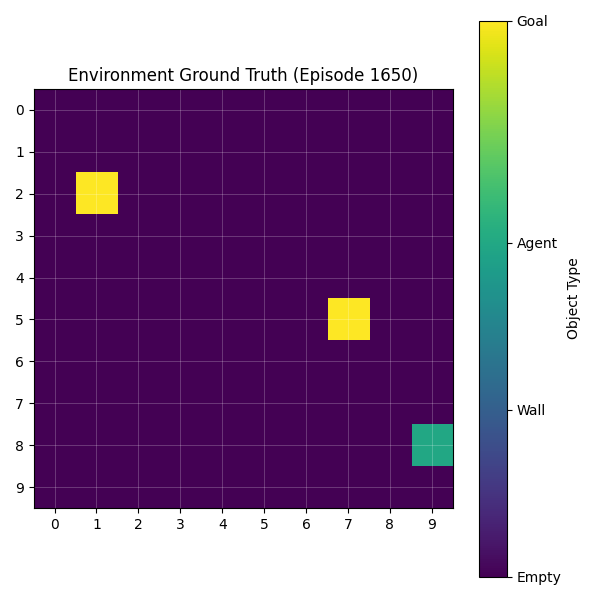 Environment Ground Truth (Episode 1650)
0
1
2
3
4
5
6
7
8
9
0 1 2 3 4 5 6 7 8 9
Goal
Agent
Wall
Empty
Object Type